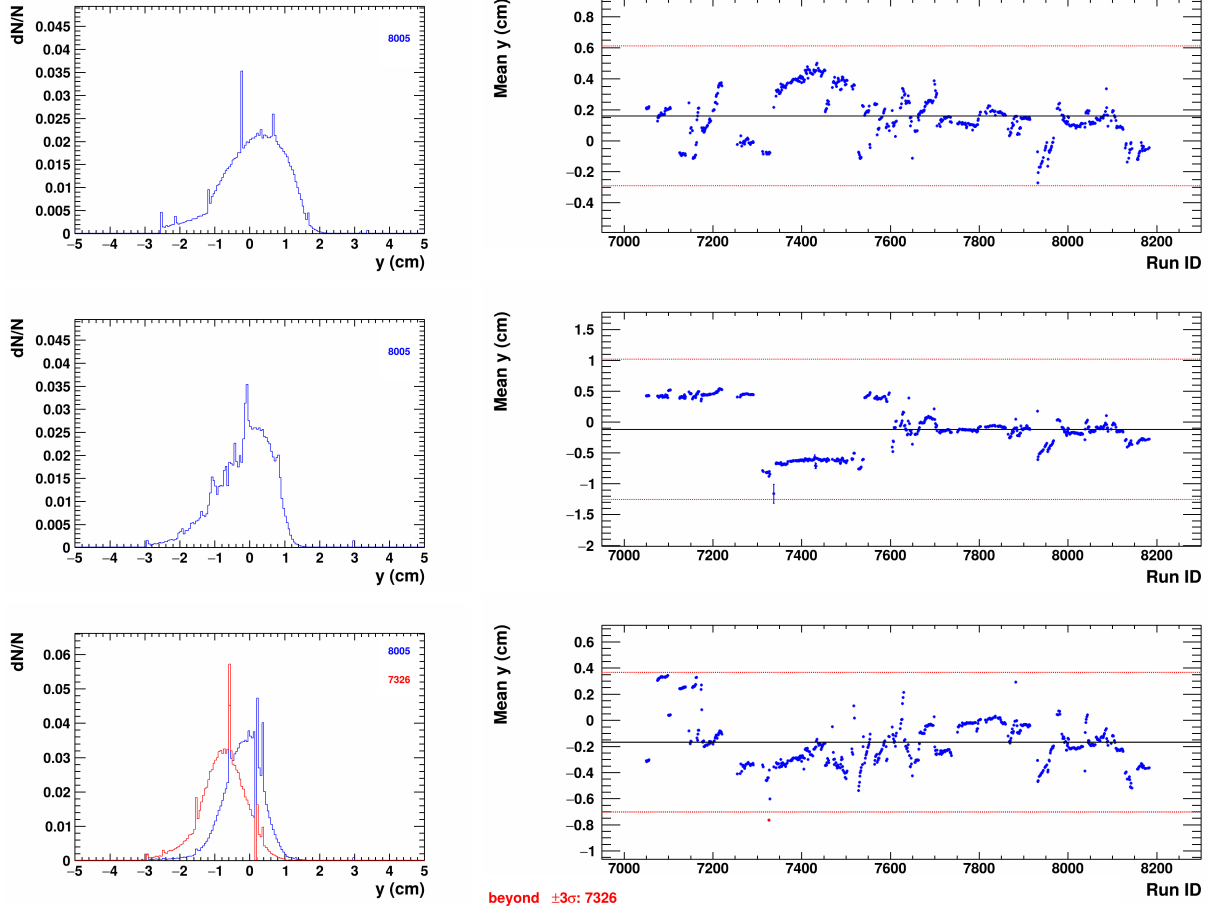 dN/N
0.045
0.04
0.035
0.03
0.025
0.02
0.015
0.01
0.005
0
−5 −4 −3 −2 −1 0 1 2 3 4 5
y (cm)
8005
Mean y (cm)
0.8
0.6
0.4
0.2
0
−0.2
−0.4
7000 7200 7400 7600 7800 8000 8200
Run ID
dN/N
0.045
0.04
0.035
0.03
0.025
0.02
0.015
0.01
0.005
0
−5 −4 −3 −2 −1 0 1 2 3 4 5
y (cm)
8005
Mean y (cm)
1.5
1
0.5
0
−0.5
−1
−1.5
−2
7000 7200 7400 7600 7800 8000 8200
Run ID
dN/N
0.06
0.05
0.04
0.03
0.02
0.01
0
−5 −4 −3 −2 −1 0 1 2 3 4 5
y (cm)
8005
7326
Mean y (cm)
0.6
0.4
0.2
0
−0.2
−0.4
−0.6
−0.8
−1
7000 7200 7400 7600 7800 8000 8200
Run ID
beyond ±3σ: 7326